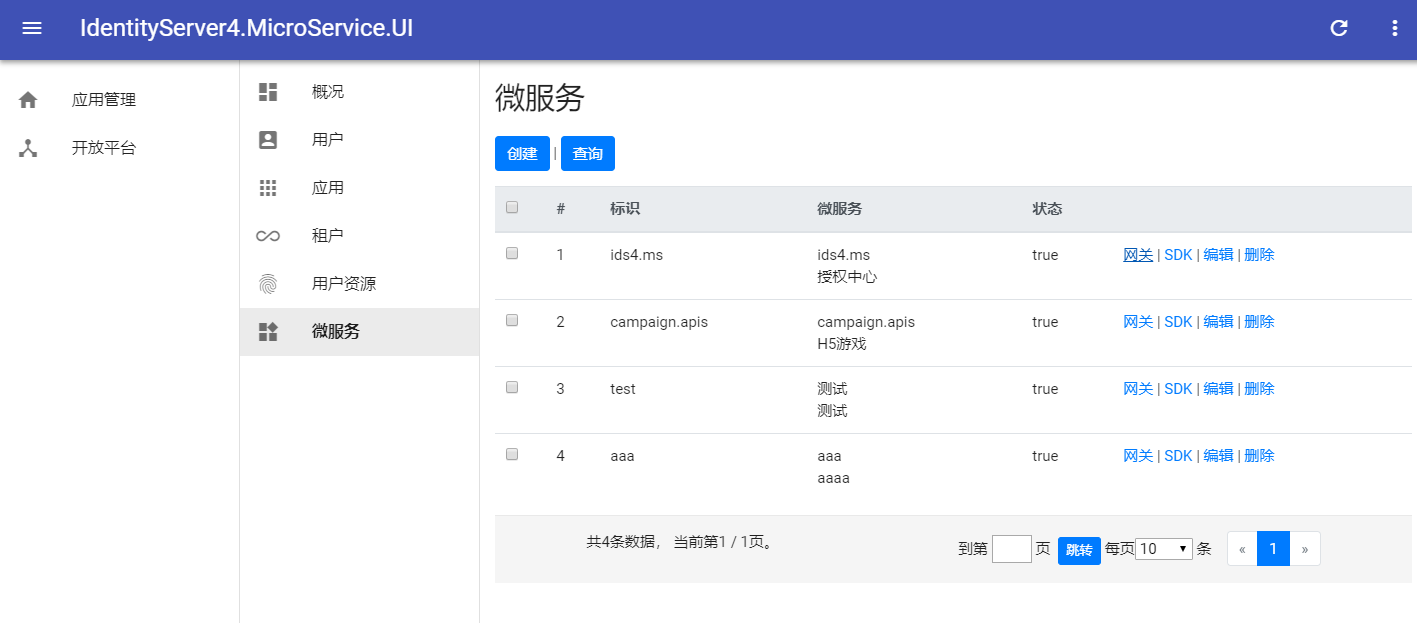 IdentityServer4.MicroService.UI
应用管理
开放平台
概况
用户
应用
租户
用户资源
微服务
微服务
创建 | 查询
# 标识 微服务 状态
1 ids4.ms ids4.ms true 网关 | SDK | 编辑 | 删除
授权中心
2 campaign.apis campaign.apis true 网关 | SDK | 编辑 | 删除
H5游戏
3 test 测试 true 网关 | SDK | 编辑 | 删除
测试
4 aaa aaa true 网关 | SDK | 编辑 | 删除
aaaa
共4条数据， 当前第1 / 1页。 到第 页 跳转 每页 10 条 « 1 »